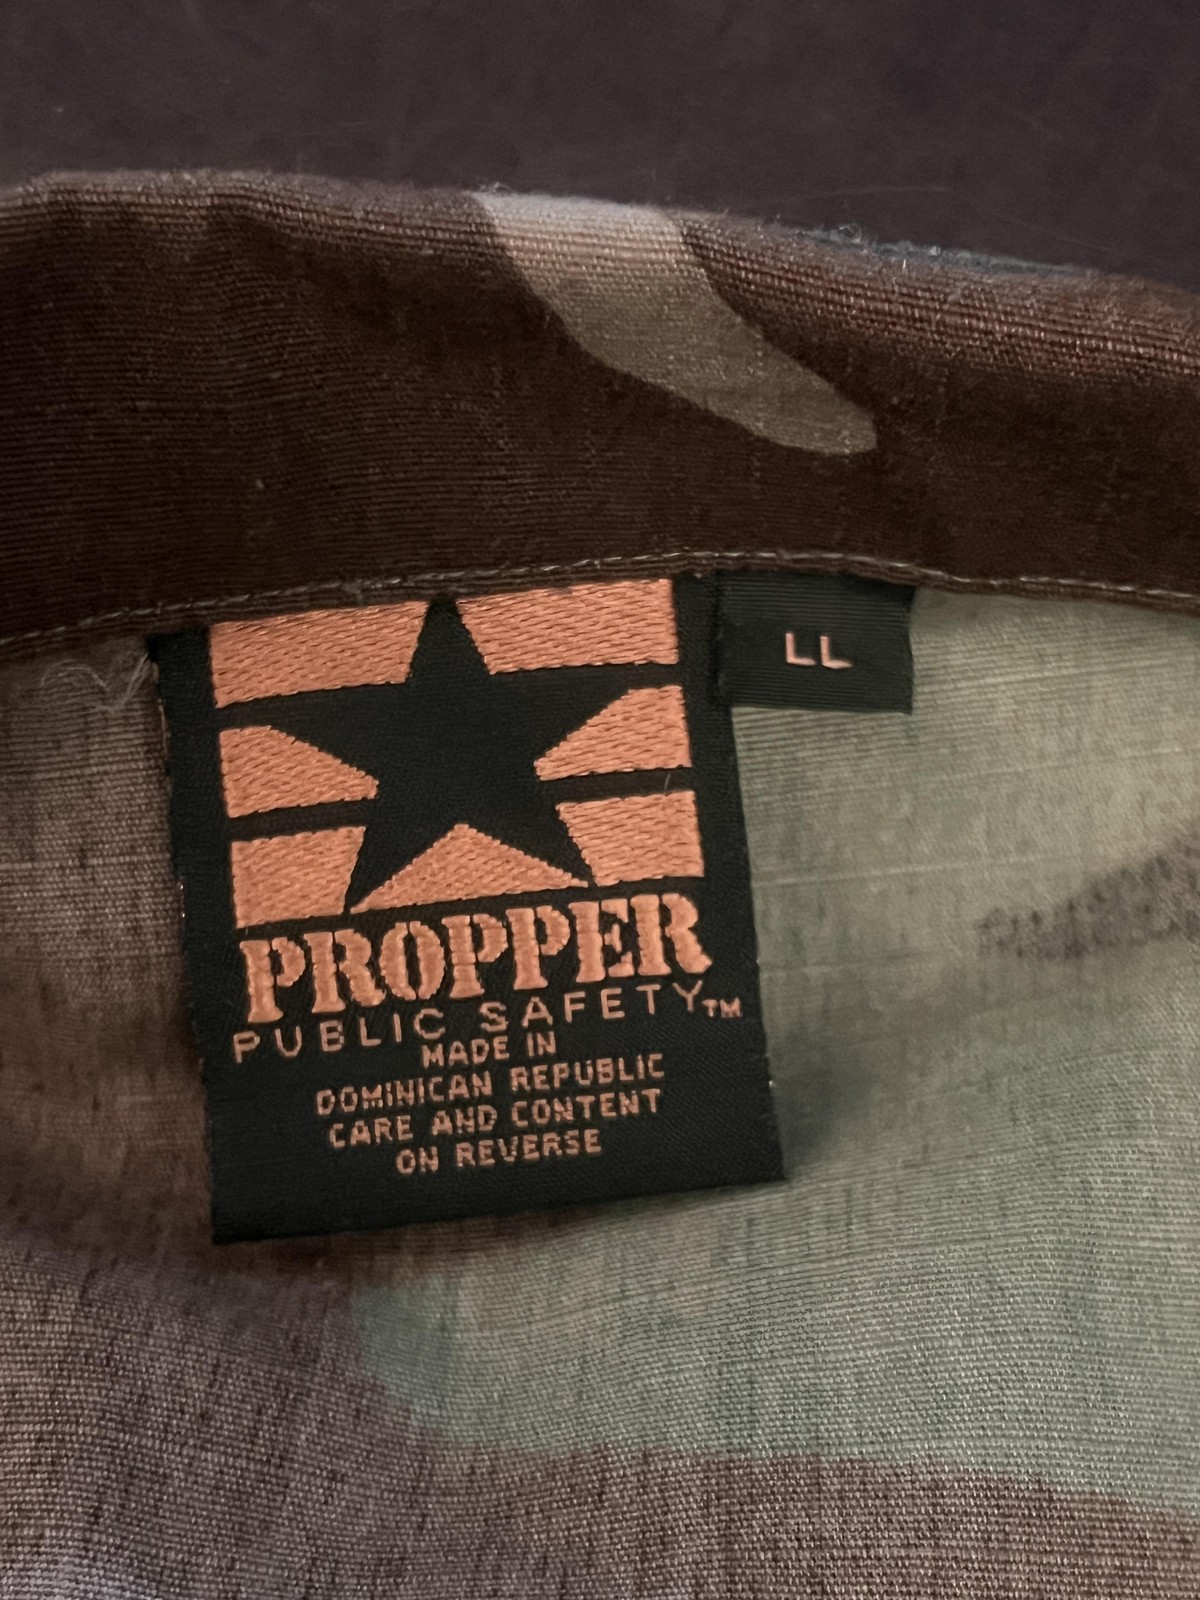 LL
PROPPER
PUBLIC SAFETY™
MADE IN
DOMINICAN REPUBLIC
CARE AND CONTENT
ON REVERSE